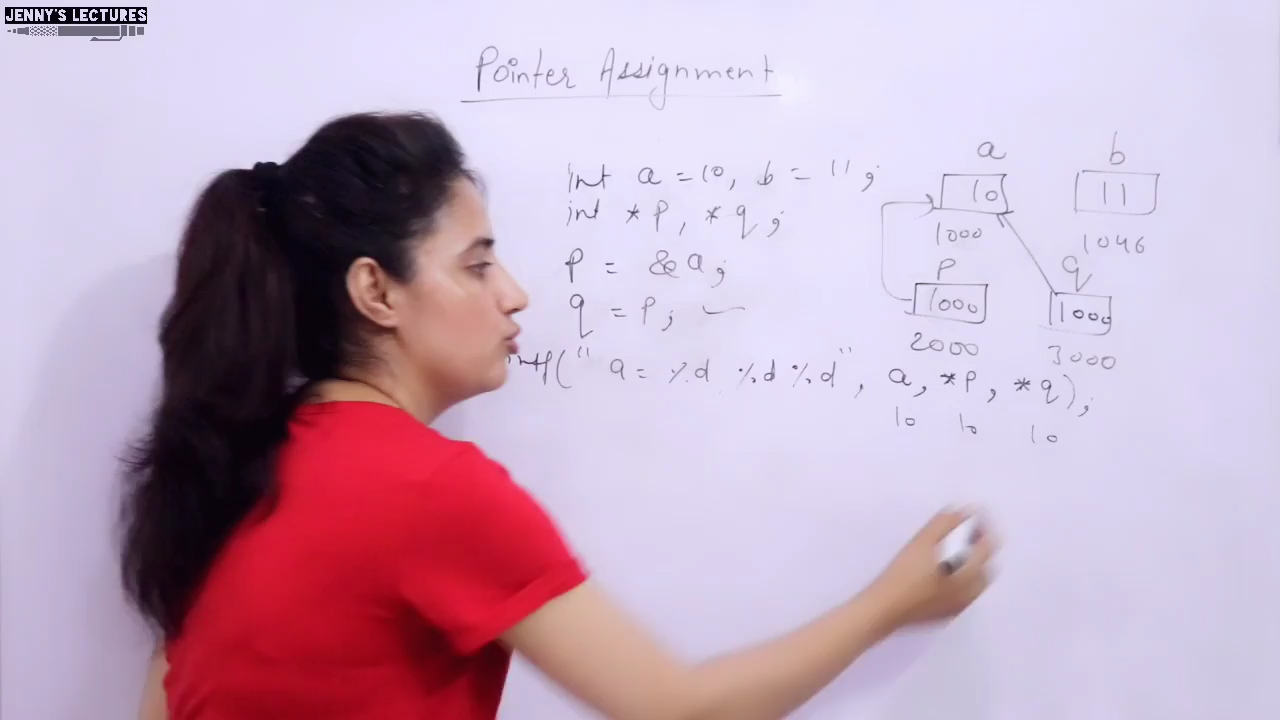 JENNY'S LECTURES
Pointer Assignment
int a = 10, b = 11;
int *p, *q;
p = &a;
q = p;
ntf(" a = %d %d %d", a, *p, *q);
10 10 10
a b
10 11
1000 1046
p q
1000 1000
2000 3000